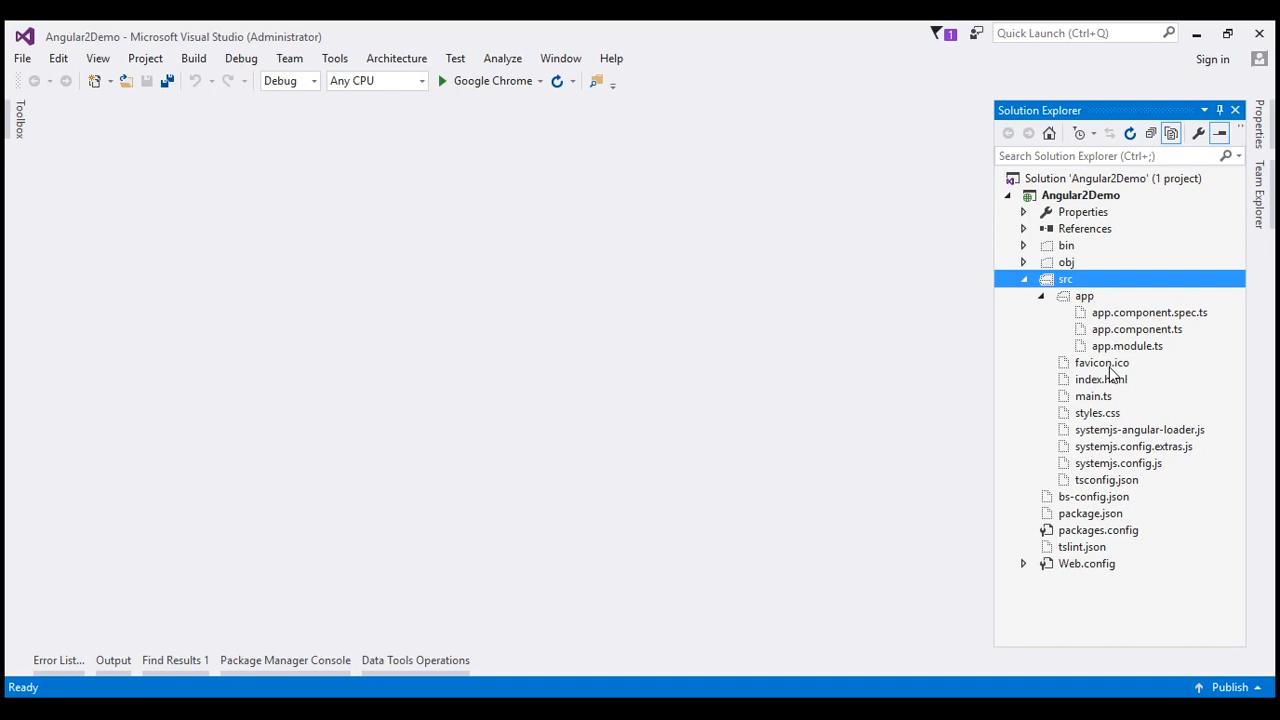 Angular2Demo - Microsoft Visual Studio (Administrator)
1
Quick Launch (Ctrl+Q)
File Edit View Project Build Debug Team Tools Architecture Test Analyze Window Help
Sign in
Debug Any CPU Google Chrome
Toolbox
Solution Explorer
Search Solution Explorer (Ctrl+;)
Solution 'Angular2Demo' (1 project)
Angular2Demo
Properties
References
bin
obj
src
app
app.component.spec.ts
app.component.ts
app.module.ts
favicon.ico
index.html
main.ts
styles.css
systemjs-angular-loader.js
systemjs.config.extras.js
systemjs.config.js
tsconfig.json
bs-config.json
package.json
packages.config
tslint.json
Web.config
Properties
Team Explorer
Error List... Output Find Results 1 Package Manager Console Data Tools Operations
Ready
Publish